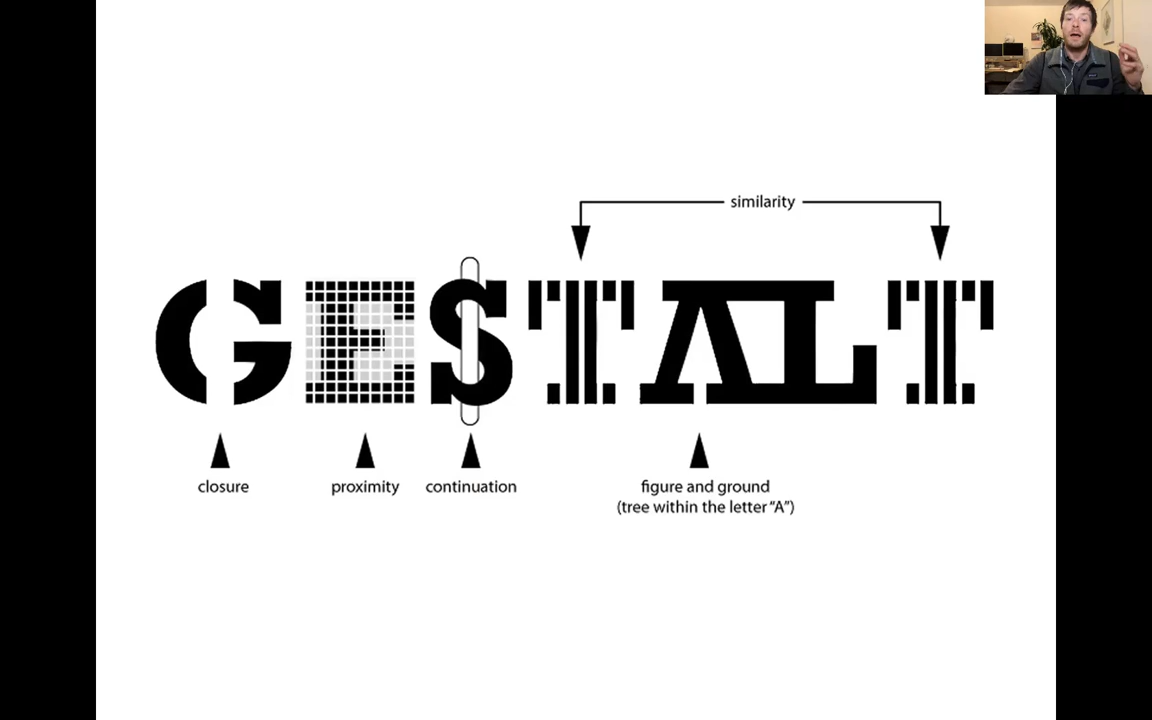 similarity
GESTALT
closure
proximity
continuation
figure and ground
(tree within the letter “A”)